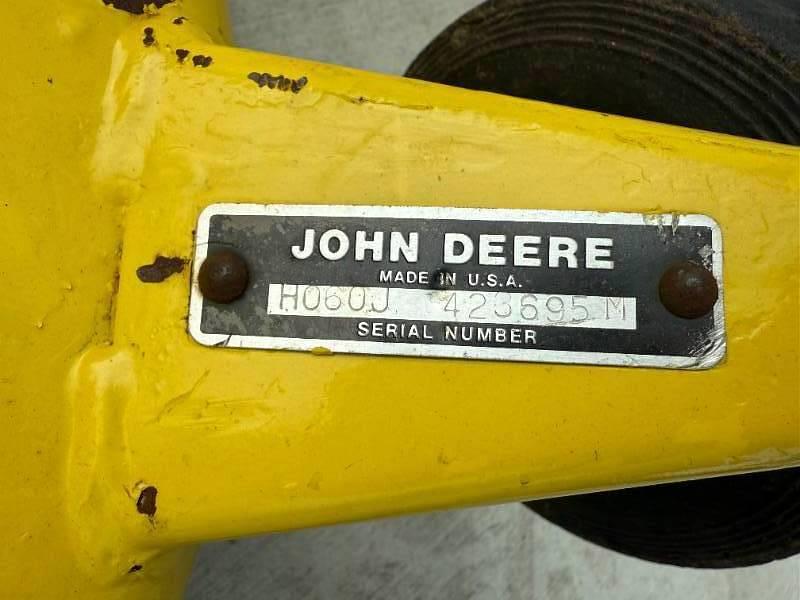 JOHN DEERE
MADE IN U.S.A.
H060J 423695M
SERIAL NUMBER